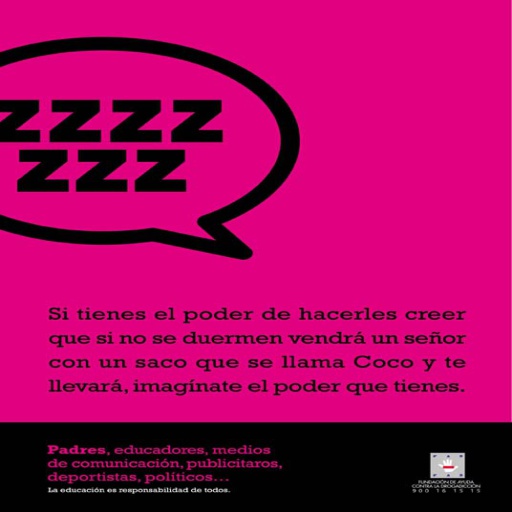 ZZZZ
ZZZ
Si tienes el poder de hacerles creer
que si no se duermen vendrá un señor
con un saco que se llama Coco y te
llevará, imagínate el poder que tienes.
Padres, educadores, medios
de comunicación, publicitaros,
deportistas, políticos...
La educación es responsabilidad de todos.
FUNDACIÓN DE AYUDA
CONTRA LA DROGADICCIÓN
900 16 15 15